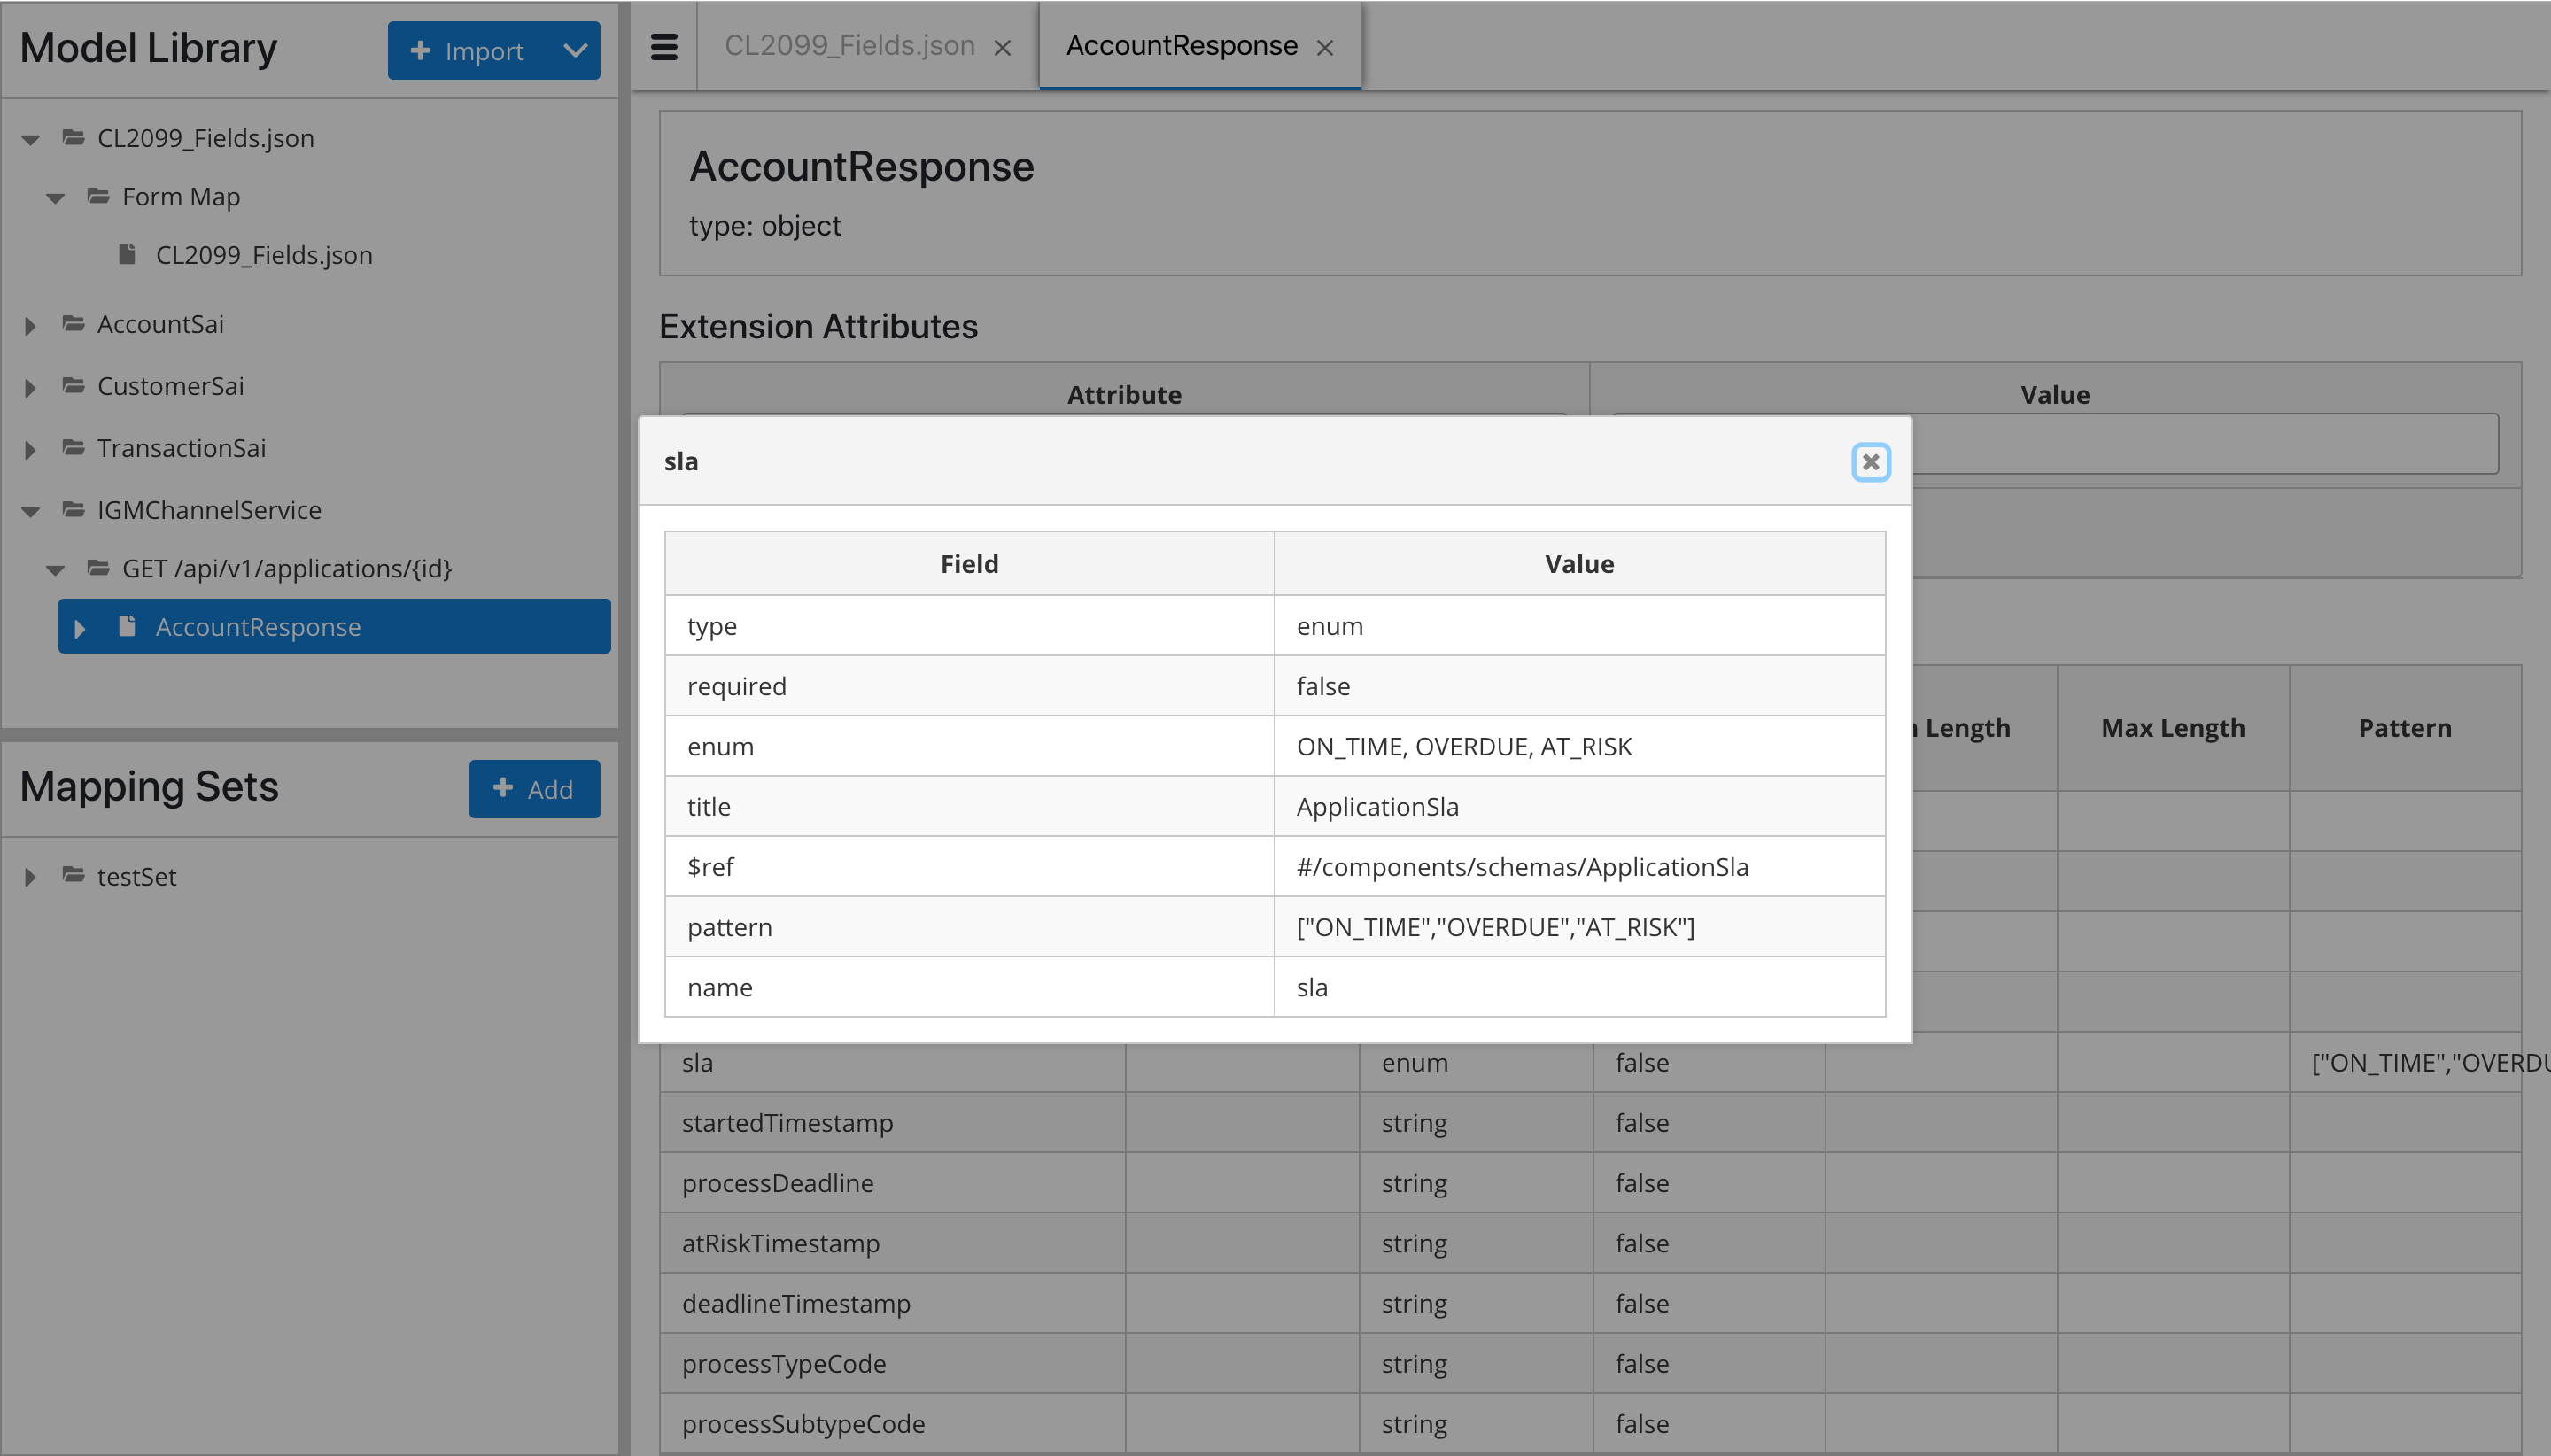 Model Library
Import
CL2099_Fields.json
Form Map
CL2099_Fields.json
AccountSai
CustomerSai
TransactionSai
IGMChannelService
GET /api/v1/applications/{id}
AccountResponse
Mapping Sets
Add
testSet
CL2099_Fields.json
AccountResponse
AccountResponse
type: object
Extension Attributes
Attribute Value
sla
Field Value
type enum
required false
enum ON_TIME, OVERDUE, AT_RISK
title ApplicationSla
$ref #/components/schemas/ApplicationSla
pattern ["ON_TIME","OVERDUE","AT_RISK"]
name sla
Length Max Length Pattern
sla enum false ["ON_TIME","OVERDU
startedTimestamp string false
processDeadline string false
atRiskTimestamp string false
deadlineTimestamp string false
processTypeCode string false
processSubtypeCode string false